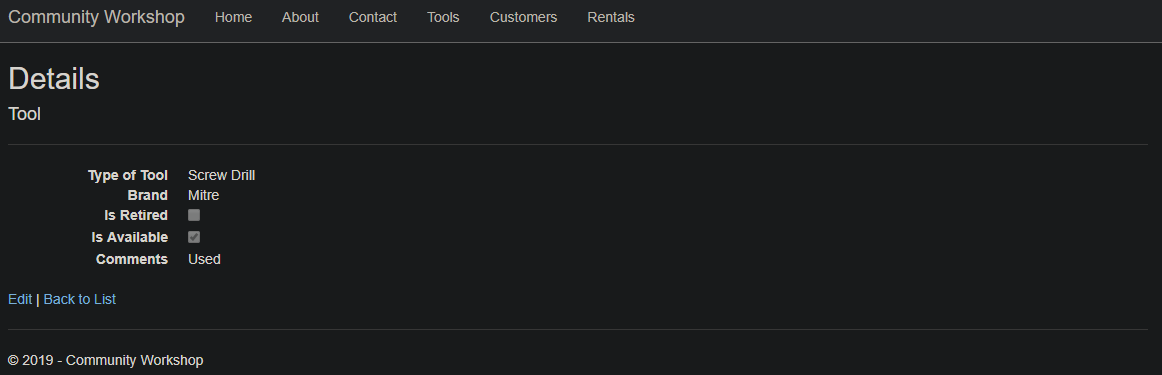 Community Workshop Home About Contact Tools Customers Rentals
Details
Tool
Type of Tool Screw Drill
Brand Mitre
Is Retired
Is Available
Comments Used
Edit | Back to List
© 2019 - Community Workshop